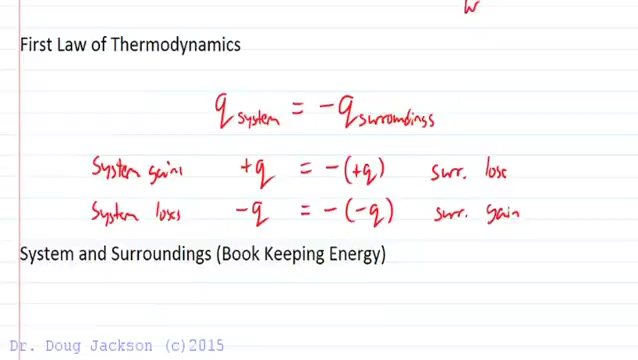 W
First Law of Thermodynamics
q system = -q surroundings
System gains +q = -(+q) surr. lose
System loses -q = -(-q) surr. gain
System and Surroundings (Book Keeping Energy)
Dr. Doug Jackson (c)2015